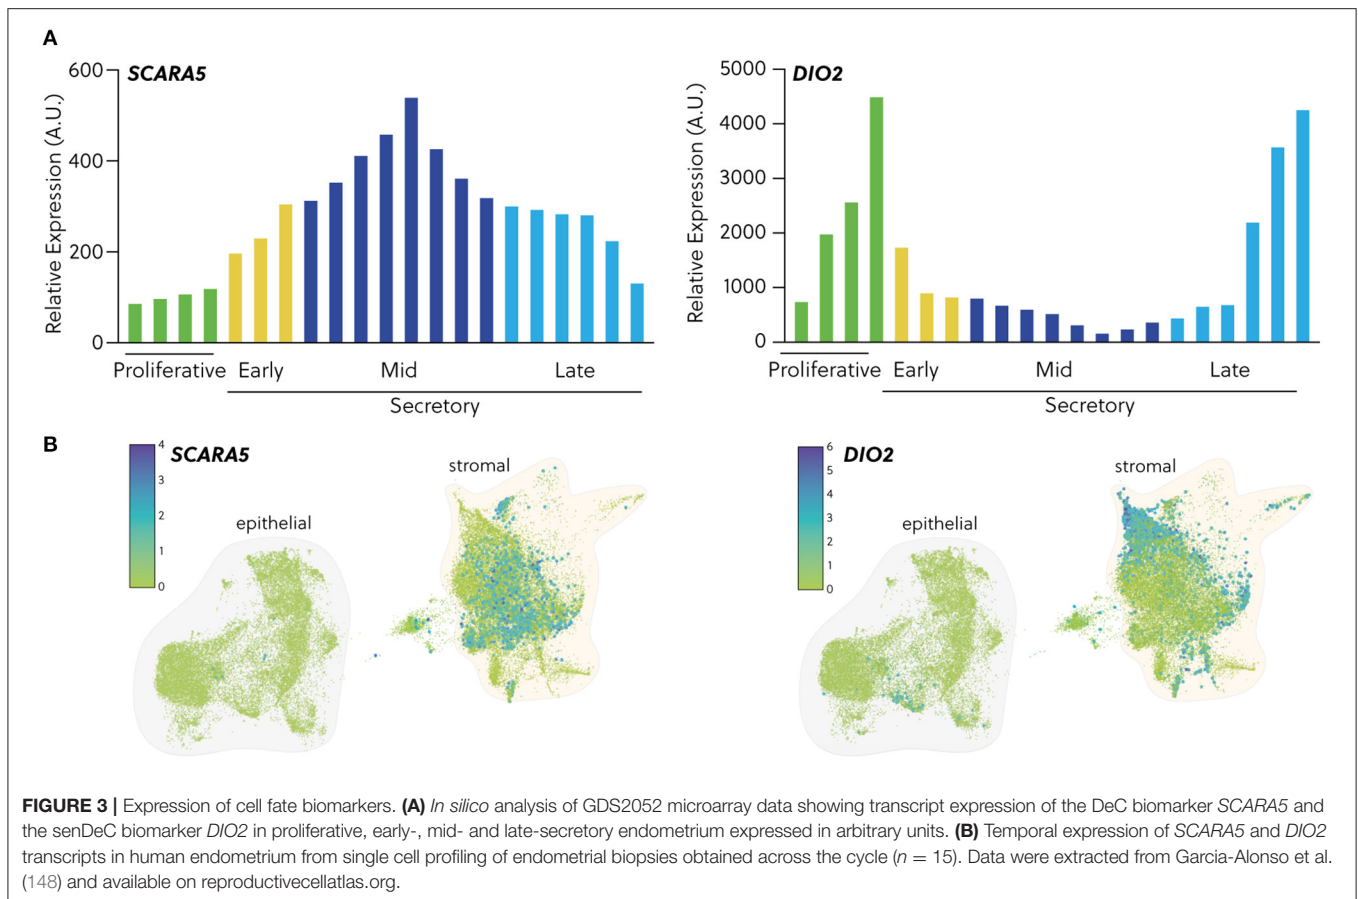 A
SCARA5
Relative Expression (A.U.)
600
400
200
0
Proliferative Early Mid Late
Secretory
DIO2
Relative Expression (A.U.)
5000
4000
3000
2000
1000
0
Proliferative Early Mid Late
Secretory
B
SCARA5
4
3
2
1
0
epithelial
stromal
DIO2
6
5
4
3
2
1
0
epithelial
stromal
FIGURE 3 | Expression of cell fate biomarkers. (A) In silico analysis of GDS2052 microarray data showing transcript expression of the DeC biomarker SCARA5 and
the senDeC biomarker DIO2 in proliferative, early-, mid- and late-secretory endometrium expressed in arbitrary units. (B) Temporal expression of SCARA5 and DIO2
transcripts in human endometrium from single cell profiling of endometrial biopsies obtained across the cycle (n = 15). Data were extracted from Garcia-Alonso et al.
(148) and available on reproductivecellatlas.org.